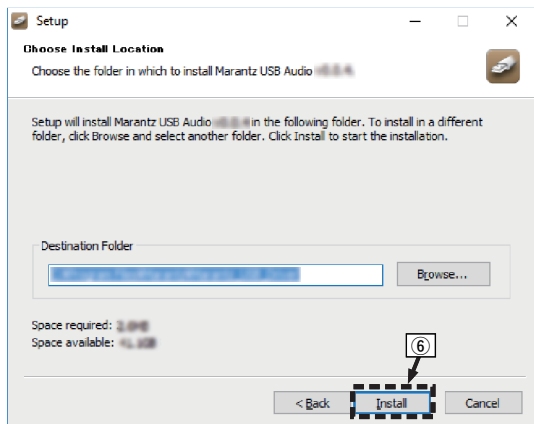 Setup
Choose Install Location
Choose the folder in which to install Marantz USB Audio
Setup will install Marantz USB Audio in the following folder. To install in a different
folder, click Browse and select another folder. Click Install to start the installation.
Destination Folder
Browse...
Space required:
Space available:
⑥
< Back Install Cancel